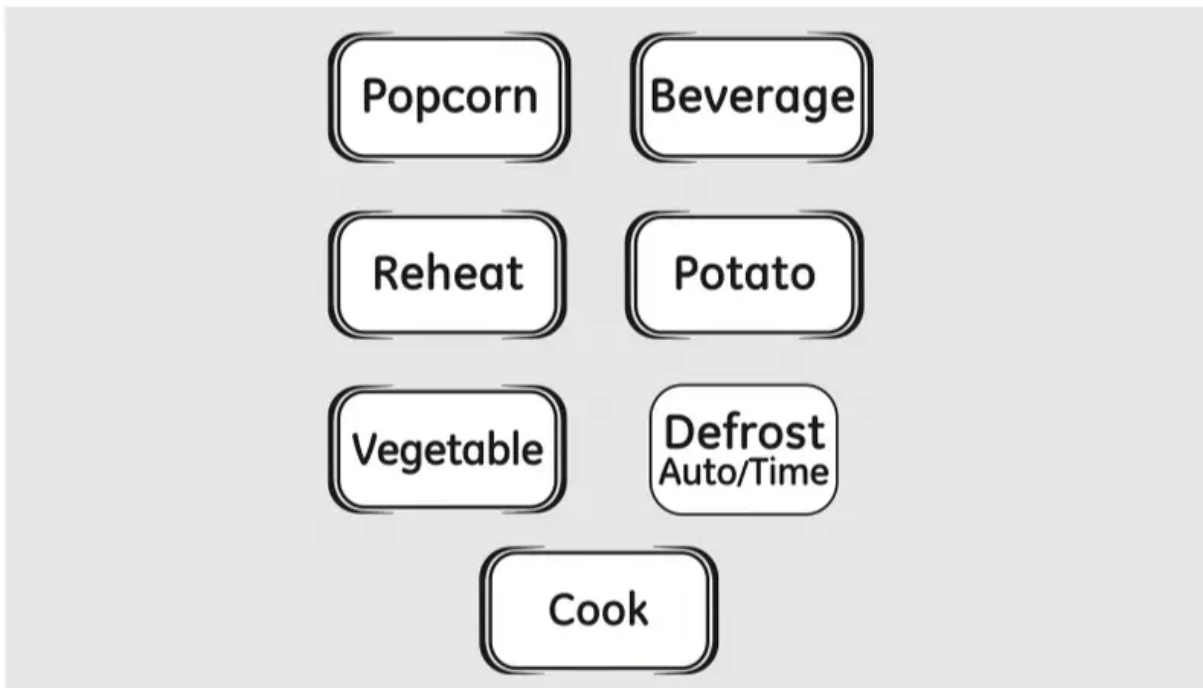 Popcorn
Beverage
Reheat
Potato
Vegetable
Defrost
Auto/Time
Cook